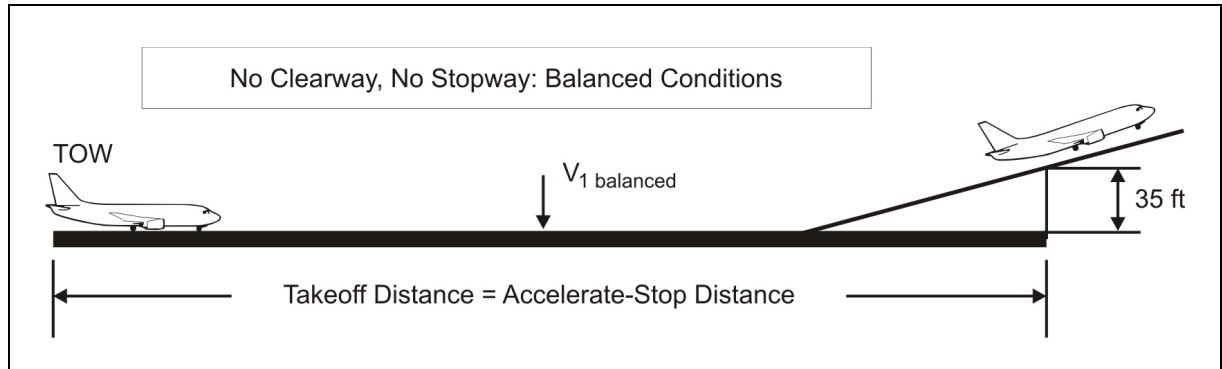 No Clearway, No Stopway: Balanced Conditions
TOW
V1 balanced
35 ft
Takeoff Distance = Accelerate-Stop Distance